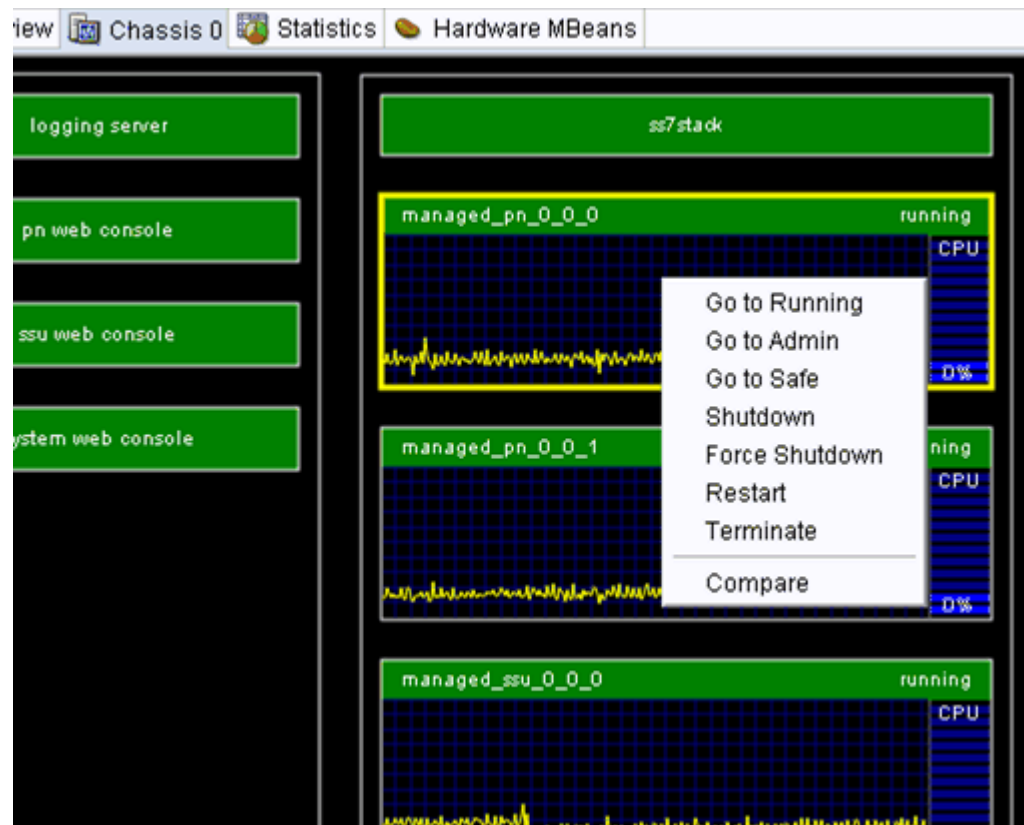 iew Chassis 0 Statistics Hardware MBeans
logging server
pn web console
ssu web console
ystem web console
ss7stack
managed_pn_0_0_0 running
CPU
0%
Go to Running
Go to Admin
Go to Safe
Shutdown
Force Shutdown
Restart
Terminate
Compare
managed_pn_0_0_1 ning
CPU
0%
managed_ssu_0_0_0 running
CPU